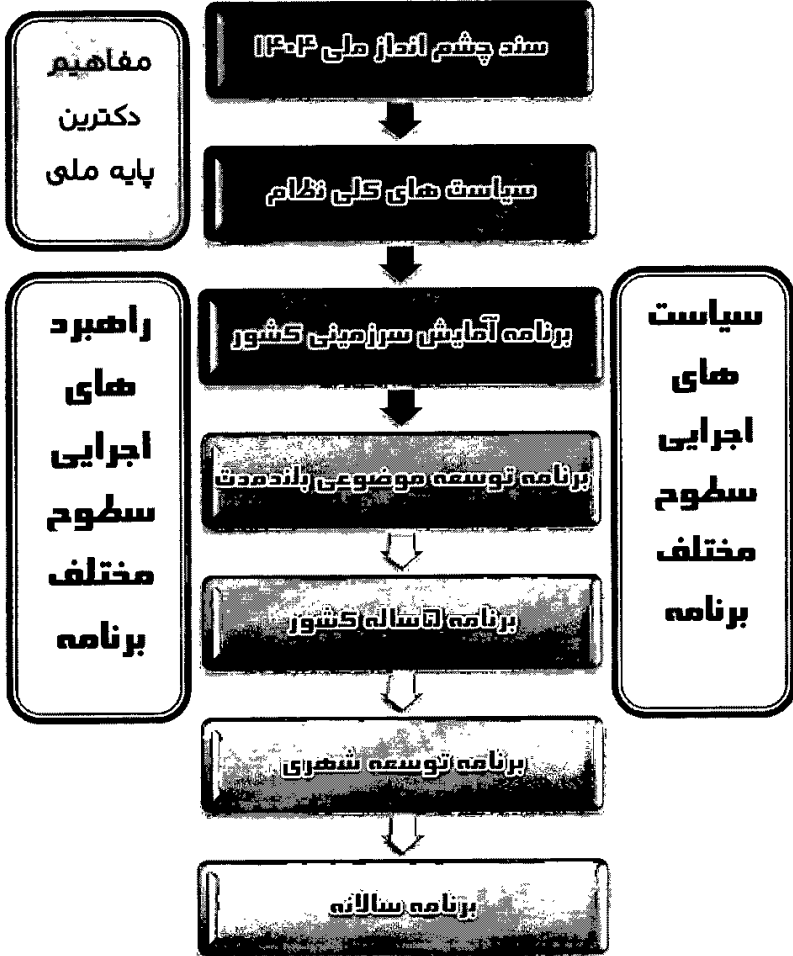 سند چشم انداز ملی ۱۴۰۴
سیاست های کلی نظام
برنامه آمایش سرزمینی کشور
برنامه توسعه موضوعی بلندمدت
برنامه ۵ساله کشور
برنامه توسعه شهری
برنامه سالانه
سیاست
های
اجرایی
سطوح
مختلف
برنامه
مفاهیم
دکترین
پایه ملی
راهبرد
های
اجرایی
سطوح
مختلف
برنامه